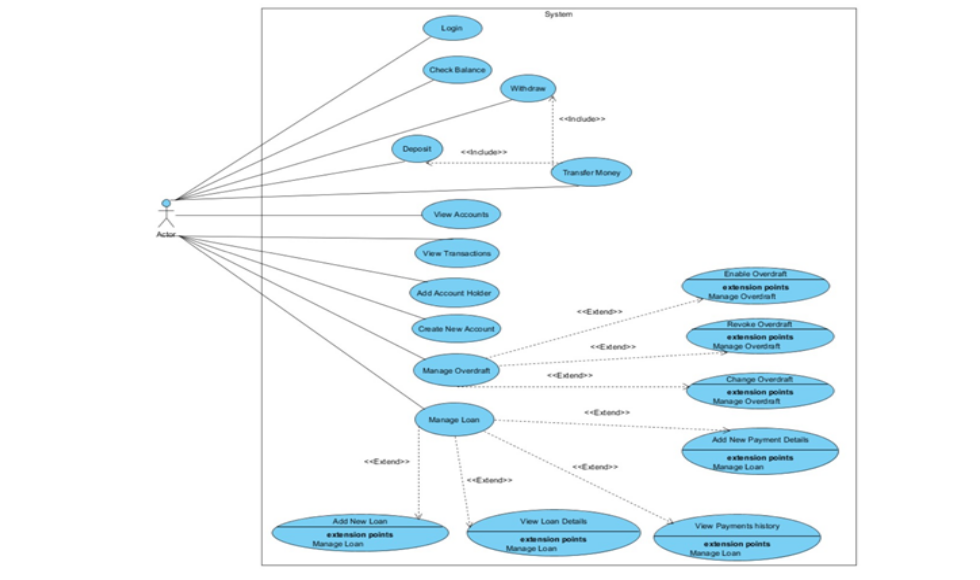 System
Login
Check Balance
Withdraw
<<Include>>
Deposit
<<Include>>
Transfer Money
Actor
View Accounts
View Transactions
Add Account Holder
Create New Account
Manage Overdraft
<<Extend>>
Enable Overdraft
extension points
Manage Overdraft
<<Extend>>
Revoke Overdraft
extension points
Manage Overdraft
<<Extend>>
Change Overdraft
extension points
Manage Overdraft
Manage Loan
<<Extend>>
Add New Payment Details
extension points
Manage Loan
<<Extend>>
<<Extend>>
<<Extend>>
Add New Loan
extension points
Manage Loan
View Loan Details
extension points
Manage Loan
View Payments history
extension points
Manage Loan